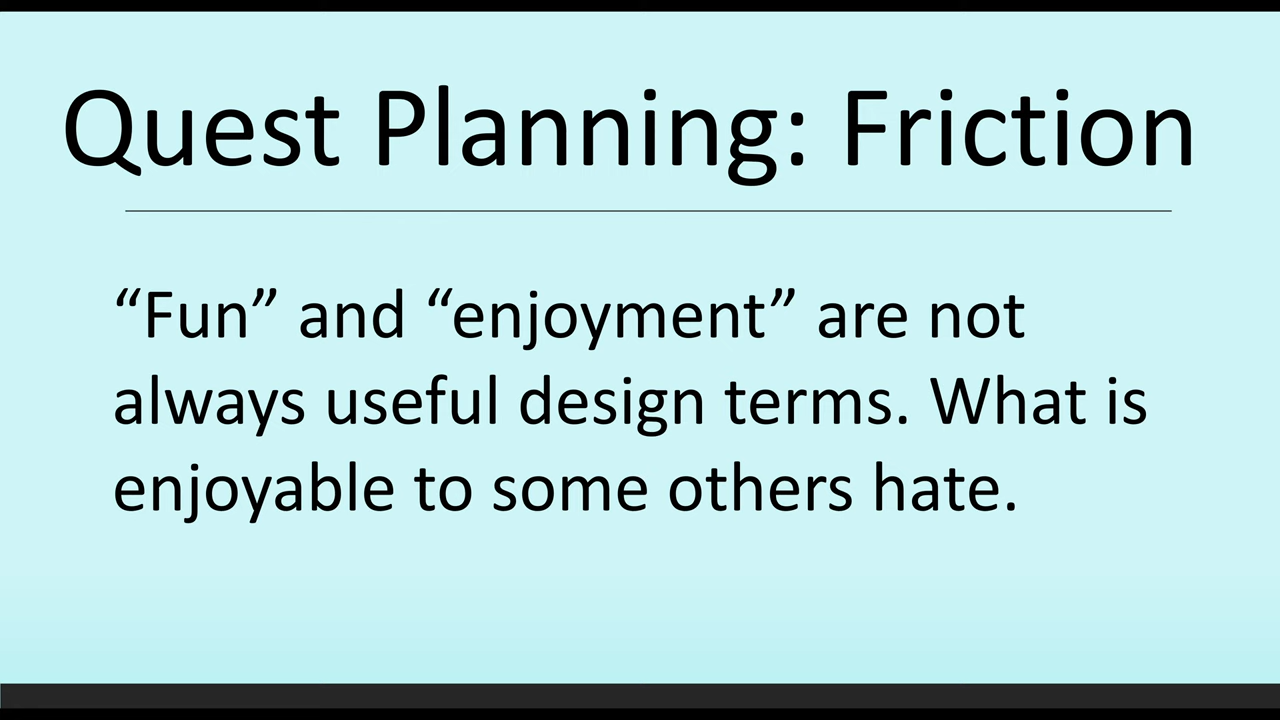 Quest Planning: Friction
“Fun” and “enjoyment” are not
always useful design terms. What is
enjoyable to some others hate.